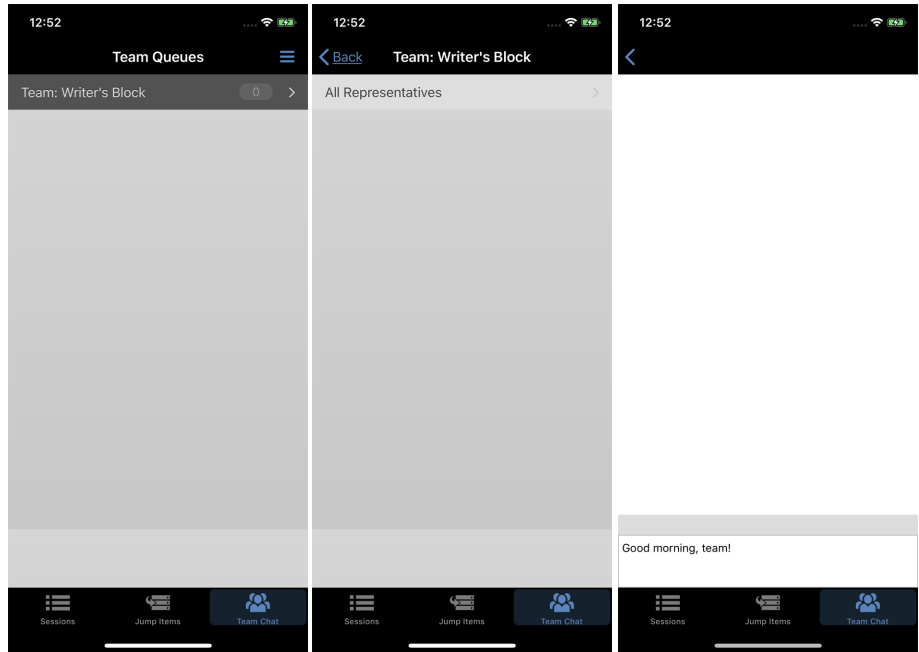 12:52
Team Queues
Team: Writer's Block 0
Sessions Jump Items Team Chat
12:52
Back Team: Writer's Block
All Representatives
Sessions Jump Items Team Chat
12:52
Good morning, team!
Sessions Jump Items Team Chat